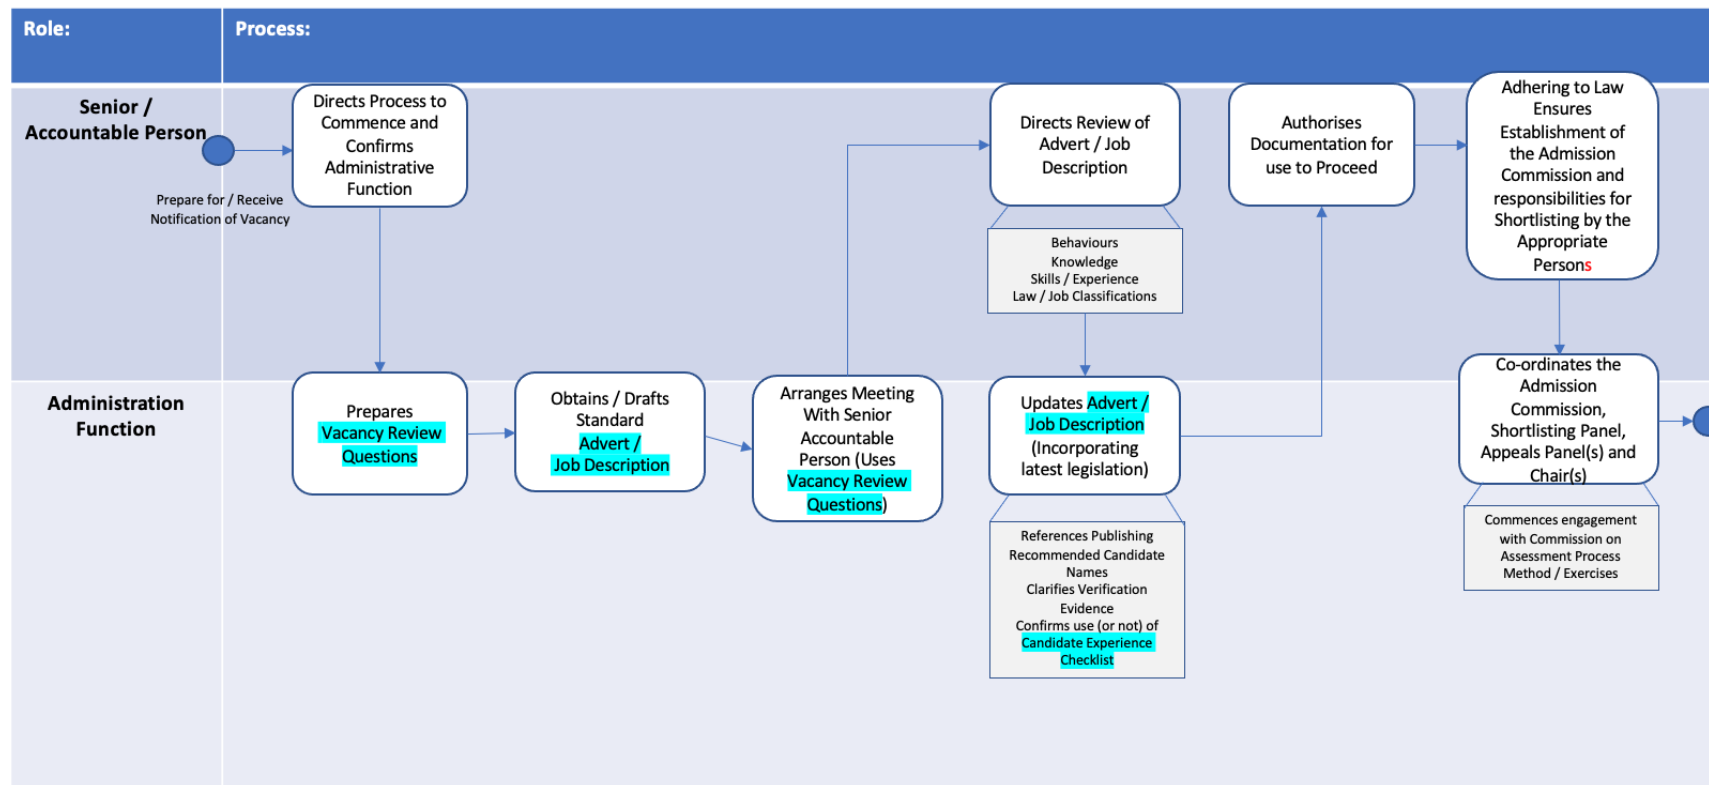 Role:
Process:
Senior /
Accountable Person
Prepare for / Receive
Notification of Vacancy
Directs Process to
Commence and
Confirms
Administrative
Function
Directs Review of
Advert / Job
Description
Behaviours
Knowledge
Skills / Experience
Law / Job Classifications
Authorises
Documentation for
use to Proceed
Adhering to Law
Ensures
Establishment of
the Admission
Commission and
responsibilities for
Shortlisting by the
Appropriate
Persons
Administration
Function
Prepares
Vacancy Review
Questions
Obtains / Drafts
Standard
Advert /
Job Description
Arranges Meeting
With Senior
Accountable
Person (Uses
Vacancy Review
Questions)
Updates Advert /
Job Description
(Incorporating
latest legislation)
References Publishing
Recommended Candidate
Names
Clarifies Verification
Evidence
Confirms use (or not) of
Candidate Experience
Checklist
Co-ordinates the
Admission
Commission,
Shortlisting Panel,
Appeals Panel(s) and
Chair(s)
Commences engagement
with Commission on
Assessment Process
Method / Exercises